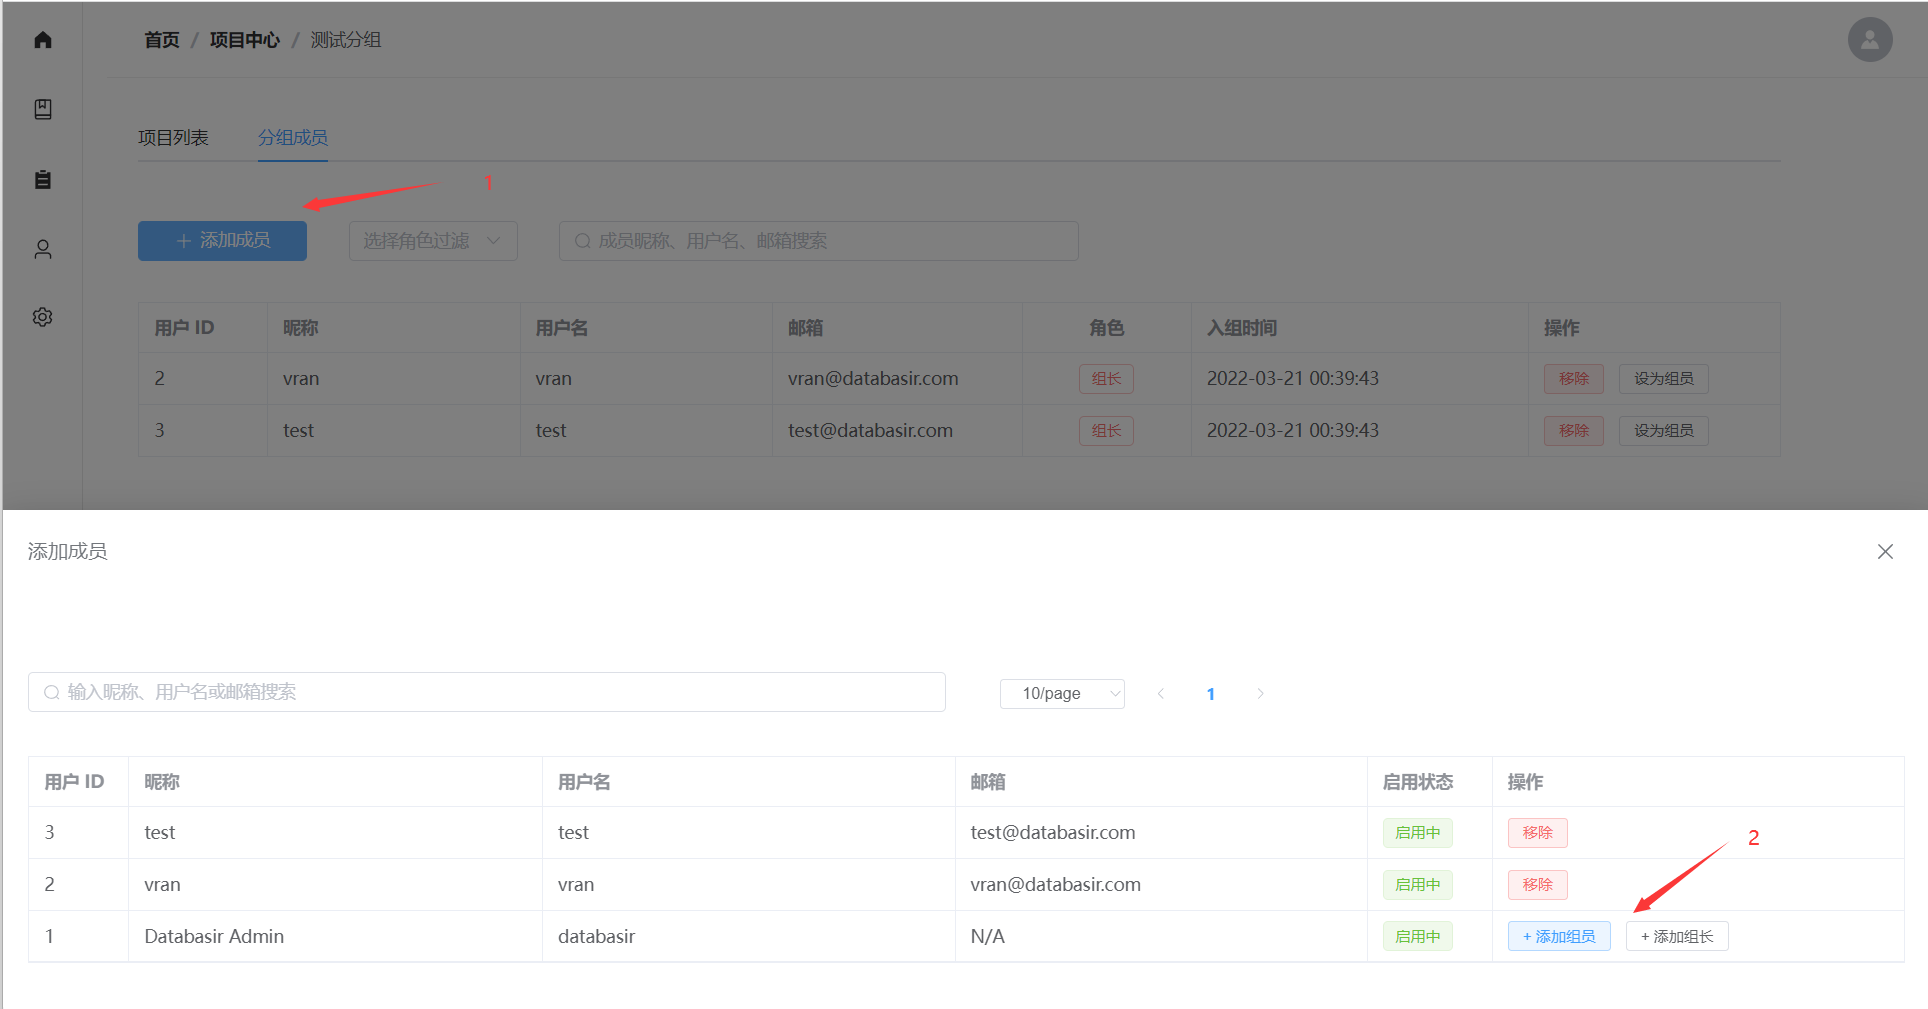 首页 / 项目中心 / 测试分组
项目列表 分组成员
1
+ 添加成员 选择角色过滤 成员昵称、用户名、邮箱搜索
用户 ID 昵称 用户名 邮箱 角色 入组时间 操作
2 vran vran vran@databasir.com 组长 2022-03-21 00:39:43 移除 设为组员
3 test test test@databasir.com 组长 2022-03-21 00:39:43 移除 设为组员
添加成员
输入昵称、用户名或邮箱搜索 10/page 1
用户 ID 昵称 用户名 邮箱 启用状态 操作
3 test test test@databasir.com 启用中 移除
2
2 vran vran vran@databasir.com 启用中 移除
1 Databasir Admin databasir N/A 启用中 + 添加组员 + 添加组长